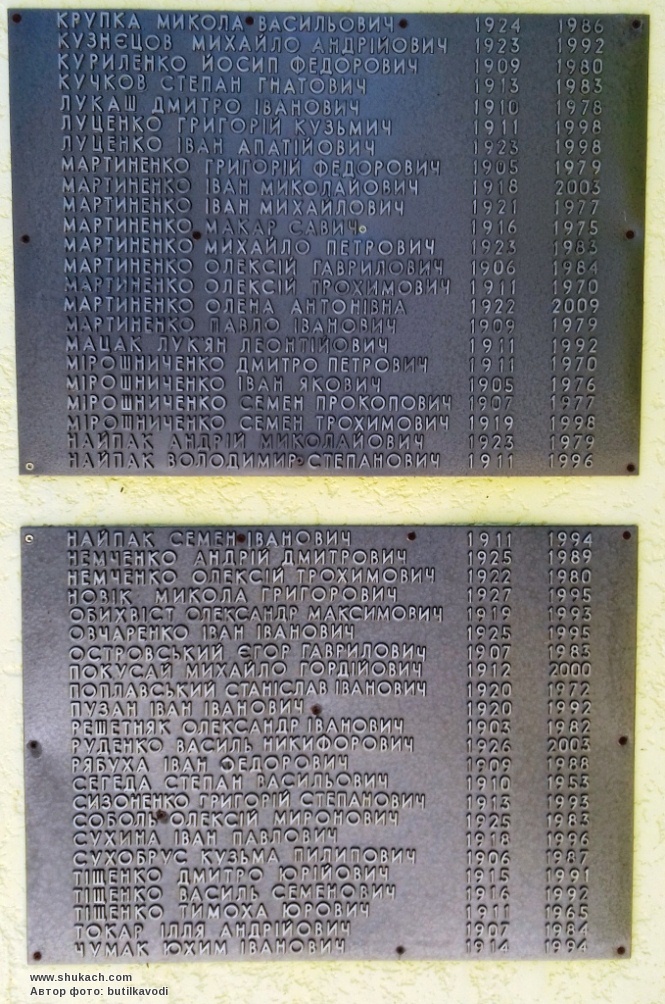 КРУПКА МИКОЛА ВАСИЛЬОВИЧ 1924 1986
КУЗНЄЦОВ МИХАЙЛО АНДРІЙОВИЧ 1923 1992
КУРИЛЕНКО ЙОСИП ФЕДОРОВИЧ 1909 1980
КУЧКОВ СТЕПАН ГНАТОВИЧ 1913 1983
ЛУКАШ ДМИТРО ІВАНОВИЧ 1910 1978
ЛУЦЕНКО ГРИГОРІЙ КУЗЬМИЧ 1911 1998
ЛУЦЕНКО ІВАН АПАТІЙОВИЧ 1923 1998
МАРТИНЕНКО ГРИГОРІЙ ФЕДОРОВИЧ 1905 1979
МАРТИНЕНКО ІВАН МИКОЛАЙОВИЧ 1918 2003
МАРТИНЕНКО ІВАН МИХАЙЛОВИЧ 1921 1977
МАРТИНЕНКО МАКАР САВИЧ 1916 1975
МАРТИНЕНКО МИХАЙЛО ПЕТРОВИЧ 1923 1983
МАРТИНЕНКО ОЛЕКСІЙ ГАВРИЛОВИЧ 1906 1984
МАРТИНЕНКО ОЛЕКСІЙ ТРОХИМОВИЧ 1911 1970
МАРТИНЕНКО ОЛЕНА АНТОНІВНА 1922 2009
МАРТИНЕНКО ПАВЛО ІВАНОВИЧ 1909 1979
МАЦАК ЛУК'ЯН ЛЕОНТІЙОВИЧ 1911 1992
МІРОШНИЧЕНКО ДМИТРО ПЕТРОВИЧ 1911 1970
МІРОШНИЧЕНКО ІВАН ЯКОВИЧ 1905 1976
МІРОШНИЧЕНКО СЕМЕН ПРОКОПОВИЧ 1907 1977
МІРОШНИЧЕНКО СЕМЕН ТРОХИМОВИЧ 1919 1998
НАЙПАК АНДРІЙ МИКОЛАЙОВИЧ 1923 1979
НАЙПАК ВОЛОДИМИР СТЕПАНОВИЧ 1911 1996
НАЙПАК СЕМЕН ІВАНОВИЧ 1911 1994
НЕМЧЕНКО АНДРІЙ ДМИТРОВИЧ 1925 1989
НЕМЧЕНКО ОЛЕКСІЙ ТРОХИМОВИЧ 1922 1980
НОВІК МИКОЛА ГРИГОРОВИЧ 1927 1995
ОБИХВІСТ ОЛЕКСАНДР МАКСИМОВИЧ 1919 1993
ОВЧАРЕНКО ІВАН ІВАНОВИЧ 1925 1995
ОСТРОВСЬКИЙ ЄГОР ГАВРИЛОВИЧ 1907 1983
ПОКУСАЙ МИХАЙЛО ГОРДІЙОВИЧ 1912 2000
ПОПЛАВСЬКИЙ СТАНІСЛАВ ІВАНОВИЧ 1920 1972
ПУЗАН ІВАН ІВАНОВИЧ 1920 1992
РЕШЕТНЯК ОЛЕКСАНДР ІВАНОВИЧ 1903 1982
РУДЕНКО ВАСИЛЬ НИКИФОРОВИЧ 1926 2003
РЯБУХА ІВАН ФЕДОРОВИЧ 1909 1988
СЕГЕДА СТЕПАН ВАСИЛЬОВИЧ 1910 1953
СИЗОНЕНКО ГРИГОРІЙ СТЕПАНОВИЧ 1913 1993
СОБОЛЬ ОЛЕКСІЙ МИРОНОВИЧ 1925 1983
СУХИНА ІВАН ПАВЛОВИЧ 1918 1996
СУХОБРУС КУЗЬМА ПИЛИПОВИЧ 1906 1987
ТІЩЕНКО ДМИТРО ЮРІЙОВИЧ 1915 1991
ТІЩЕНКО ВАСИЛЬ СЕМЕНОВИЧ 1916 1992
ТІЩЕНКО ТИМОХА ЮРОВИЧ 1911 1965
ТОКАР ІЛЛЯ АНДРІЙОВИЧ 1907 1984
ЧУМАК ЮХИМ ІВАНОВИЧ 1914 1994
www.shukach.com
Автор фото: butilkavodi